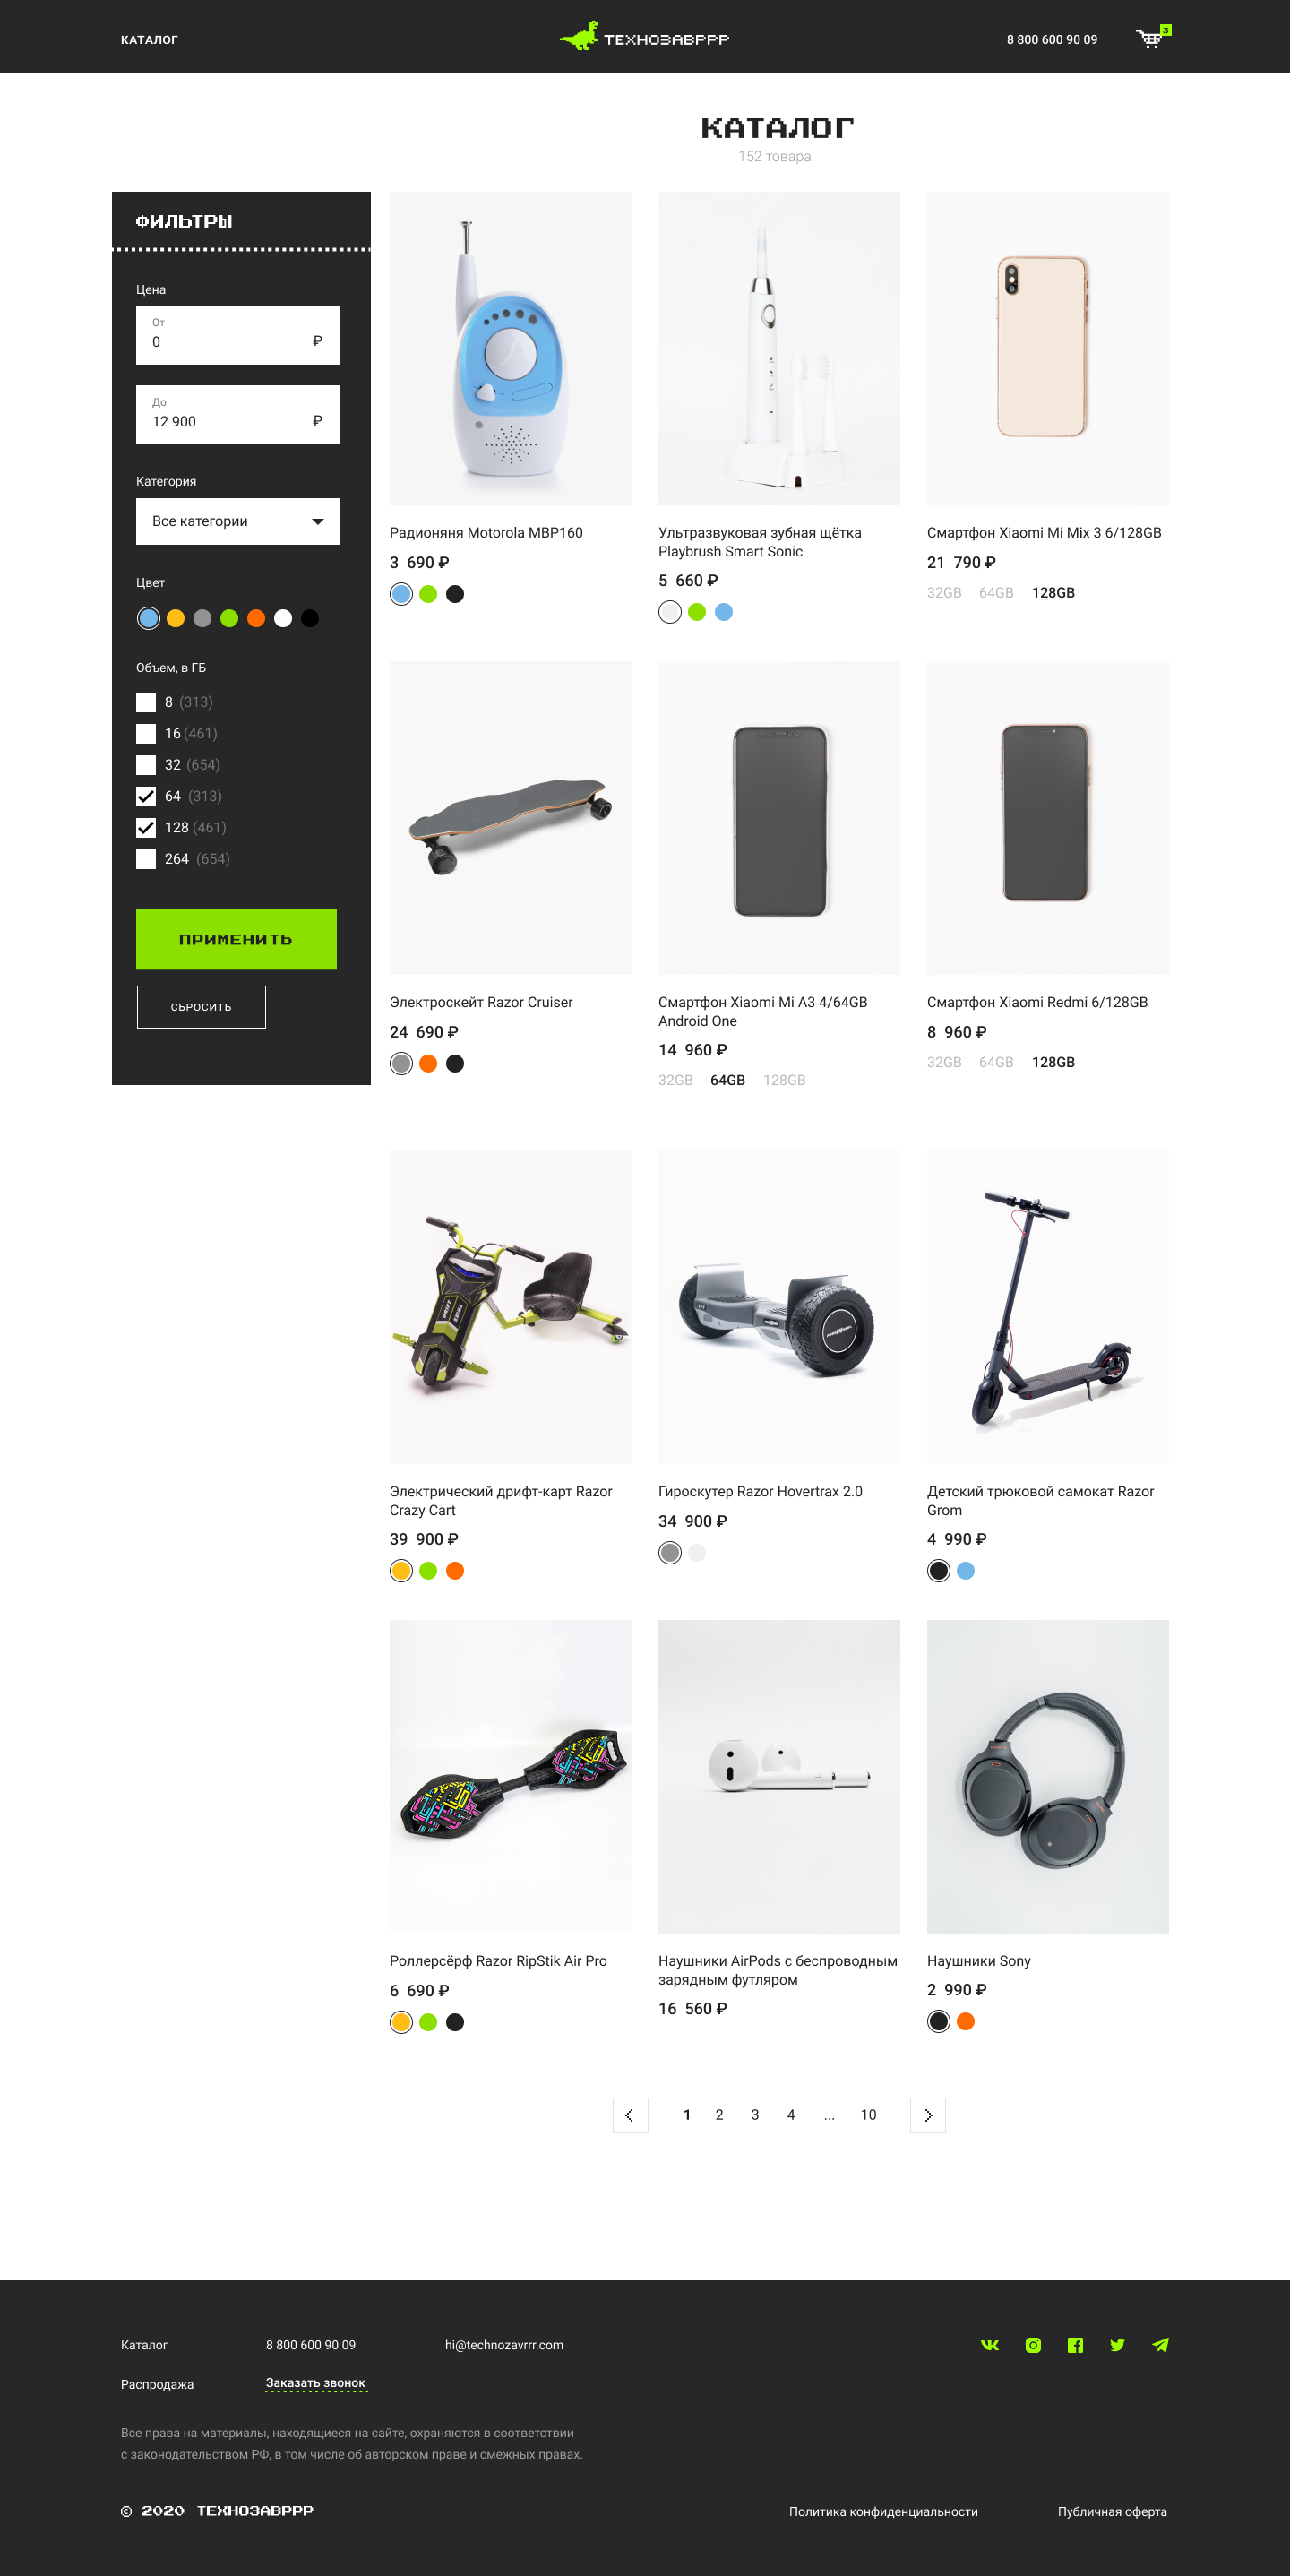 КАТАЛОГ
ТЕХНОЗАВРРР
8 800 600 90 09
3
КАТАЛОГ
152 товара
ФИЛЬТРЫ
Цена
От
0 ₽
До
12 900 ₽
Категория
Все категории
Цвет
Объем, в ГБ
8 (313)
16 (461)
32 (654)
64 (313)
128 (461)
264 (654)
ПРИМЕНИТЬ
СБРОСИТЬ
Радионяня Motorola MBP160
3 690 ₽
Ультразвуковая зубная щётка
Playbrush Smart Sonic
5 660 ₽
Смартфон Xiaomi Mi Mix 3 6/128GB
21 790 ₽
32GB 64GB 128GB
Электроскейт Razor Cruiser
24 690 ₽
Смартфон Xiaomi Mi A3 4/64GB
Android One
14 960 ₽
32GB 64GB 128GB
Смартфон Xiaomi Redmi 6/128GB
8 960 ₽
32GB 64GB 128GB
Электрический дрифт-карт Razor
Crazy Cart
39 900 ₽
Гироскутер Razor Hovertrax 2.0
34 900 ₽
Детский трюковой самокат Razor
Grom
4 990 ₽
Роллерсёрф Razor RipStik Air Pro
6 690 ₽
Наушники AirPods с беспроводным
зарядным футляром
16 560 ₽
Наушники Sony
2 990 ₽
1 2 3 4 ... 10
Каталог
8 800 600 90 09
hi@technozavrrr.com
Распродажа
Заказать звонок
Все права на материалы, находящиеся на сайте, охраняются в соответствии
с законодательством РФ, в том числе об авторском праве и смежных правах.
© 2020 ТЕХНОЗАВРРР
Политика конфиденциальности
Публичная оферта